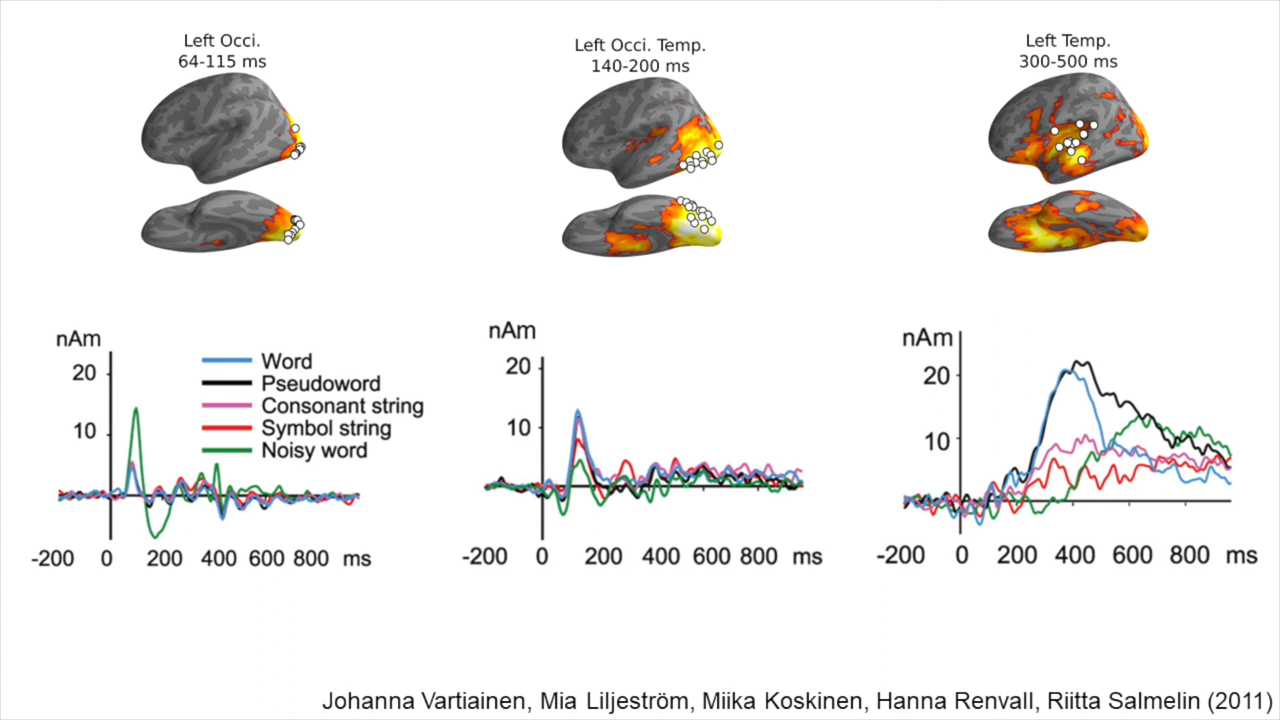 Left Occi.
64-115 ms
Left Occi. Temp.
140-200 ms
Left Temp.
300-500 ms
nAm
20
10
-200 0 200 400 600 800 ms
Word
Pseudoword
Consonant string
Symbol string
Noisy word
nAm
20
10
-200 0 200 400 600 800 ms
nAm
20
10
-200 0 200 400 600 800 ms
Johanna Vartiainen, Mia Liljeström, Miika Koskinen, Hanna Renvall, Riitta Salmelin (2011)